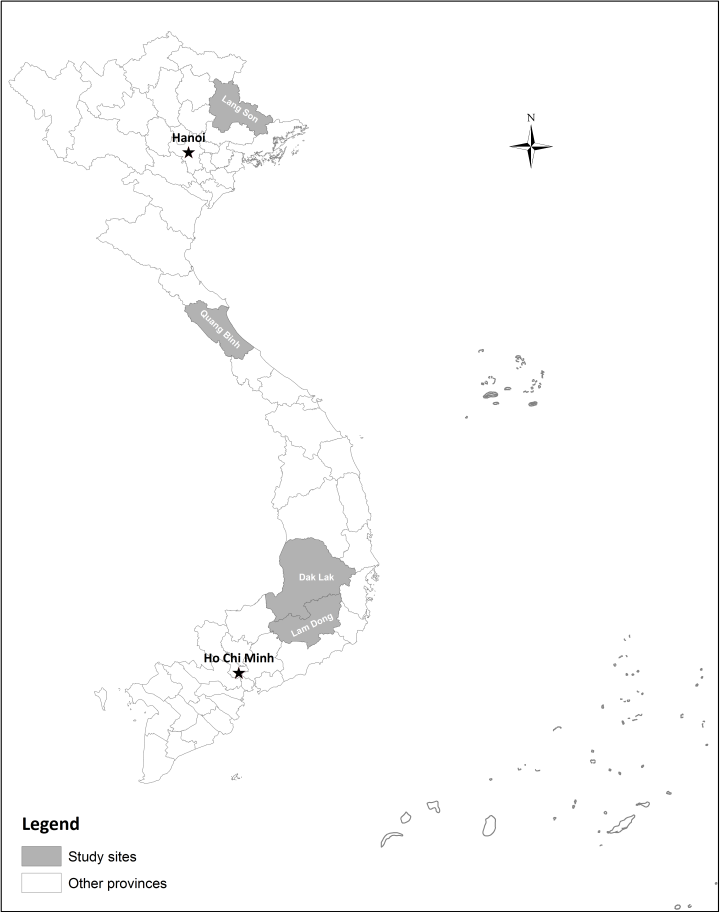 Lang Son
N
Hanoi
Quang Binh
Dak Lak
Lam Dong
Ho Chi Minh
Legend
Study sites
Other provinces